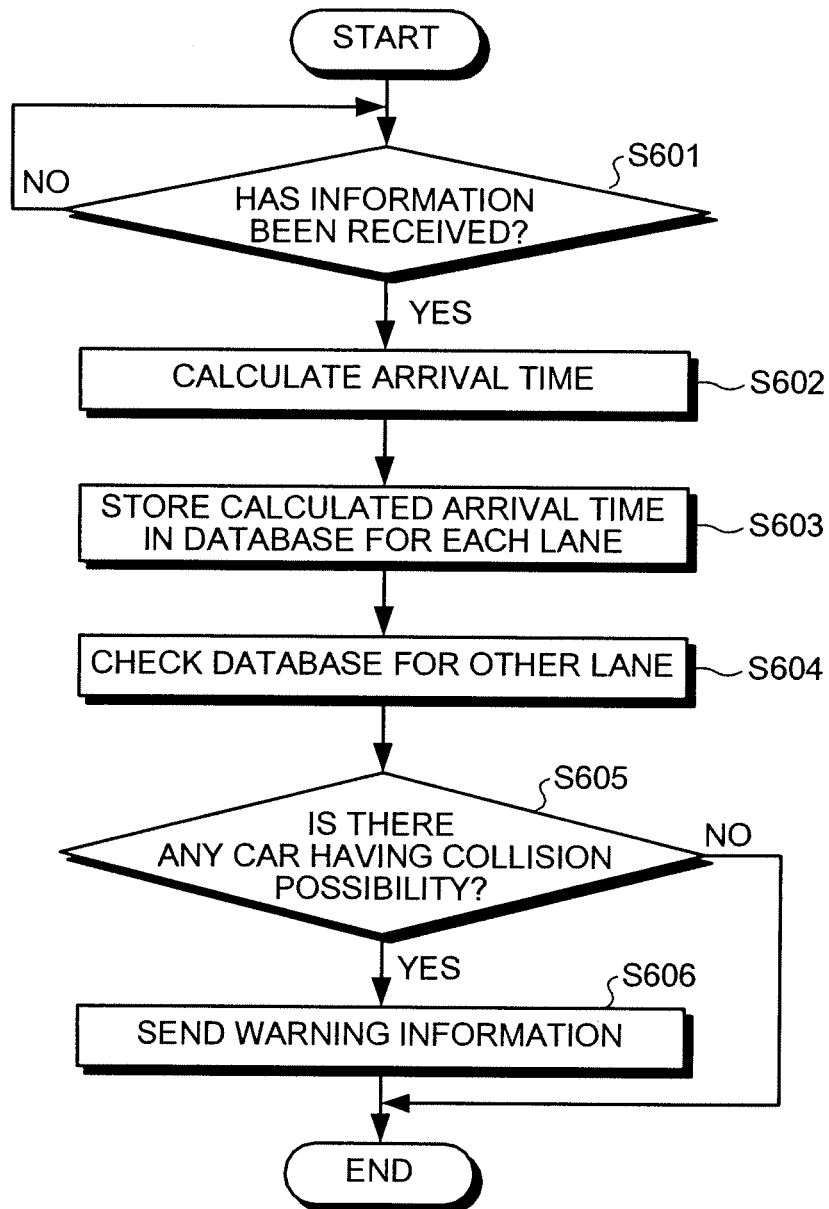 START
S601
NO
HAS INFORMATION
BEEN RECEIVED?
YES
CALCULATE ARRIVAL TIME
S602
STORE CALCULATED ARRIVAL TIME
IN DATABASE FOR EACH LANE
S603
CHECK DATABASE FOR OTHER LANE
S604
S605
IS THERE
ANY CAR HAVING COLLISION
POSSIBILITY?
NO
YES
S606
SEND WARNING INFORMATION
END